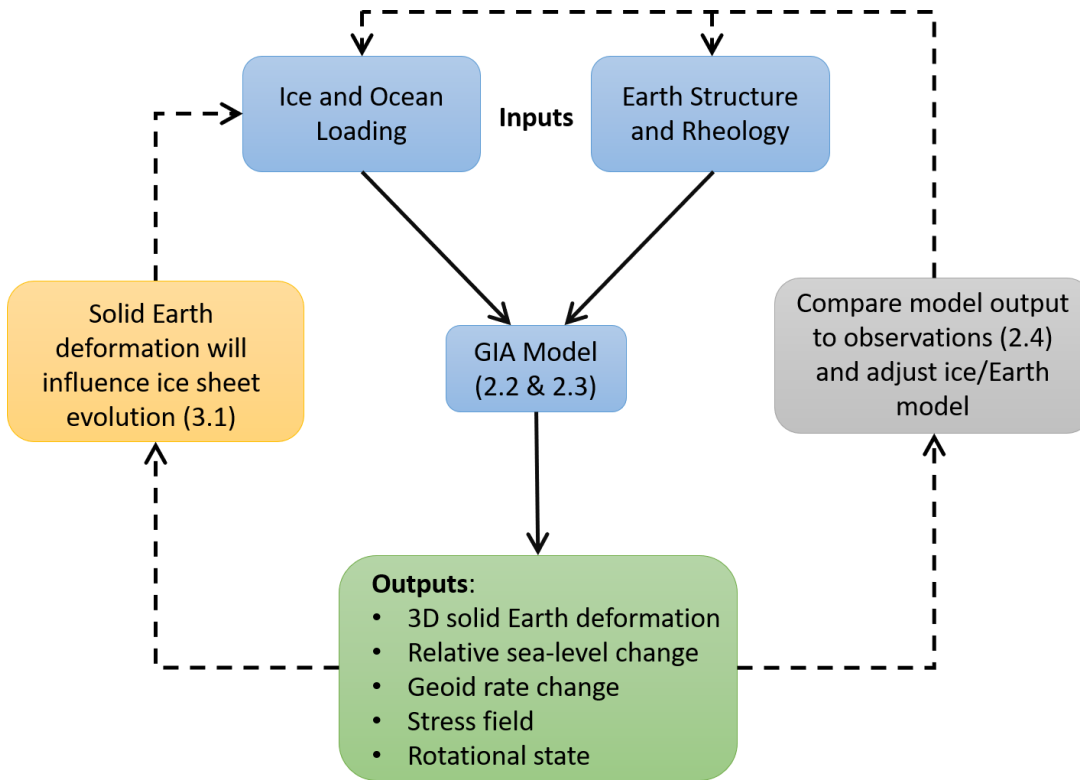 Ice and Ocean
Loading
Inputs
Earth Structure
and Rheology
Solid Earth
deformation will
influence ice sheet
evolution (3.1)
GIA Model
(2.2 & 2.3)
Compare model output
to observations (2.4)
and adjust ice/Earth
model
Outputs:
• 3D solid Earth deformation
• Relative sea-level change
• Geoid rate change
• Stress field
• Rotational state